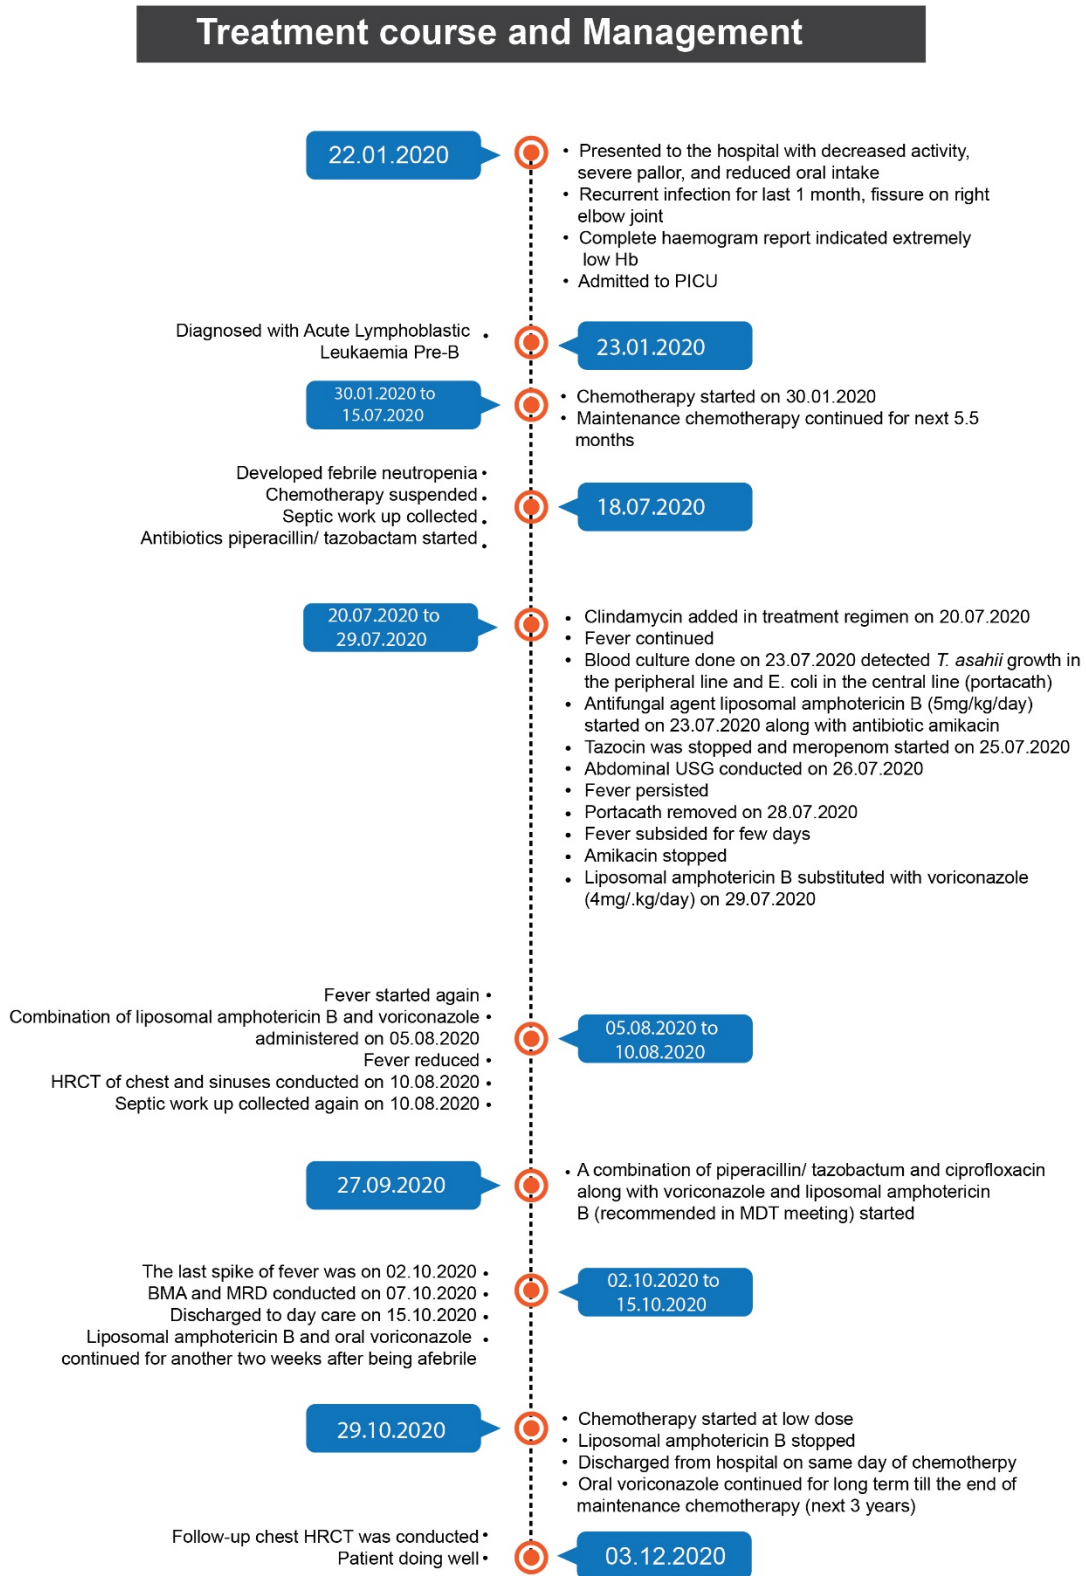 Treatment course and Management
22.01.2020
• Presented to the hospital with decreased activity,
severe pallor, and reduced oral intake
• Recurrent infection for last 1 month, fissure on right
elbow joint
• Complete haemogram report indicated extremely
low Hb
• Admitted to PICU
Diagnosed with Acute Lymphoblastic •
Leukaemia Pre-B
23.01.2020
30.01.2020 to
15.07.2020
• Chemotherapy started on 30.01.2020
• Maintenance chemotherapy continued for next 5.5
months
Developed febrile neutropenia •
Chemotherapy suspended •
Septic work up collected •
Antibiotics piperacillin/ tazobactam started •
18.07.2020
20.07.2020 to
29.07.2020
• Clindamycin added in treatment regimen on 20.07.2020
• Fever continued
• Blood culture done on 23.07.2020 detected T. asahii growth in
the peripheral line and E. coli in the central line (portacath)
• Antifungal agent liposomal amphotericin B (5mg/kg/day)
started on 23.07.2020 along with antibiotic amikacin
• Tazocin was stopped and meropenom started on 25.07.2020
• Abdominal USG conducted on 26.07.2020
• Fever persisted
• Portacath removed on 28.07.2020
• Fever subsided for few days
• Amikacin stopped
• Liposomal amphotericin B substituted with voriconazole
(4mg/.kg/day) on 29.07.2020
Fever started again •
Combination of liposomal amphotericin B and voriconazole •
administered on 05.08.2020
Fever reduced •
HRCT of chest and sinuses conducted on 10.08.2020 •
Septic work up collected again on 10.08.2020 •
05.08.2020 to
10.08.2020
27.09.2020
• A combination of piperacillin/ tazobactum and ciprofloxacin
along with voriconazole and liposomal amphotericin
B (recommended in MDT meeting) started
The last spike of fever was on 02.10.2020 •
BMA and MRD conducted on 07.10.2020 •
Discharged to day care on 15.10.2020 •
Liposomal amphotericin B and oral voriconazole •
continued for another two weeks after being afebrile
02.10.2020 to
15.10.2020
29.10.2020
• Chemotherapy started at low dose
• Liposomal amphotericin B stopped
• Discharged from hospital on same day of chemotherpy
• Oral voriconazole continued for long term till the end of
maintenance chemotherapy (next 3 years)
Follow-up chest HRCT was conducted •
Patient doing well •
03.12.2020